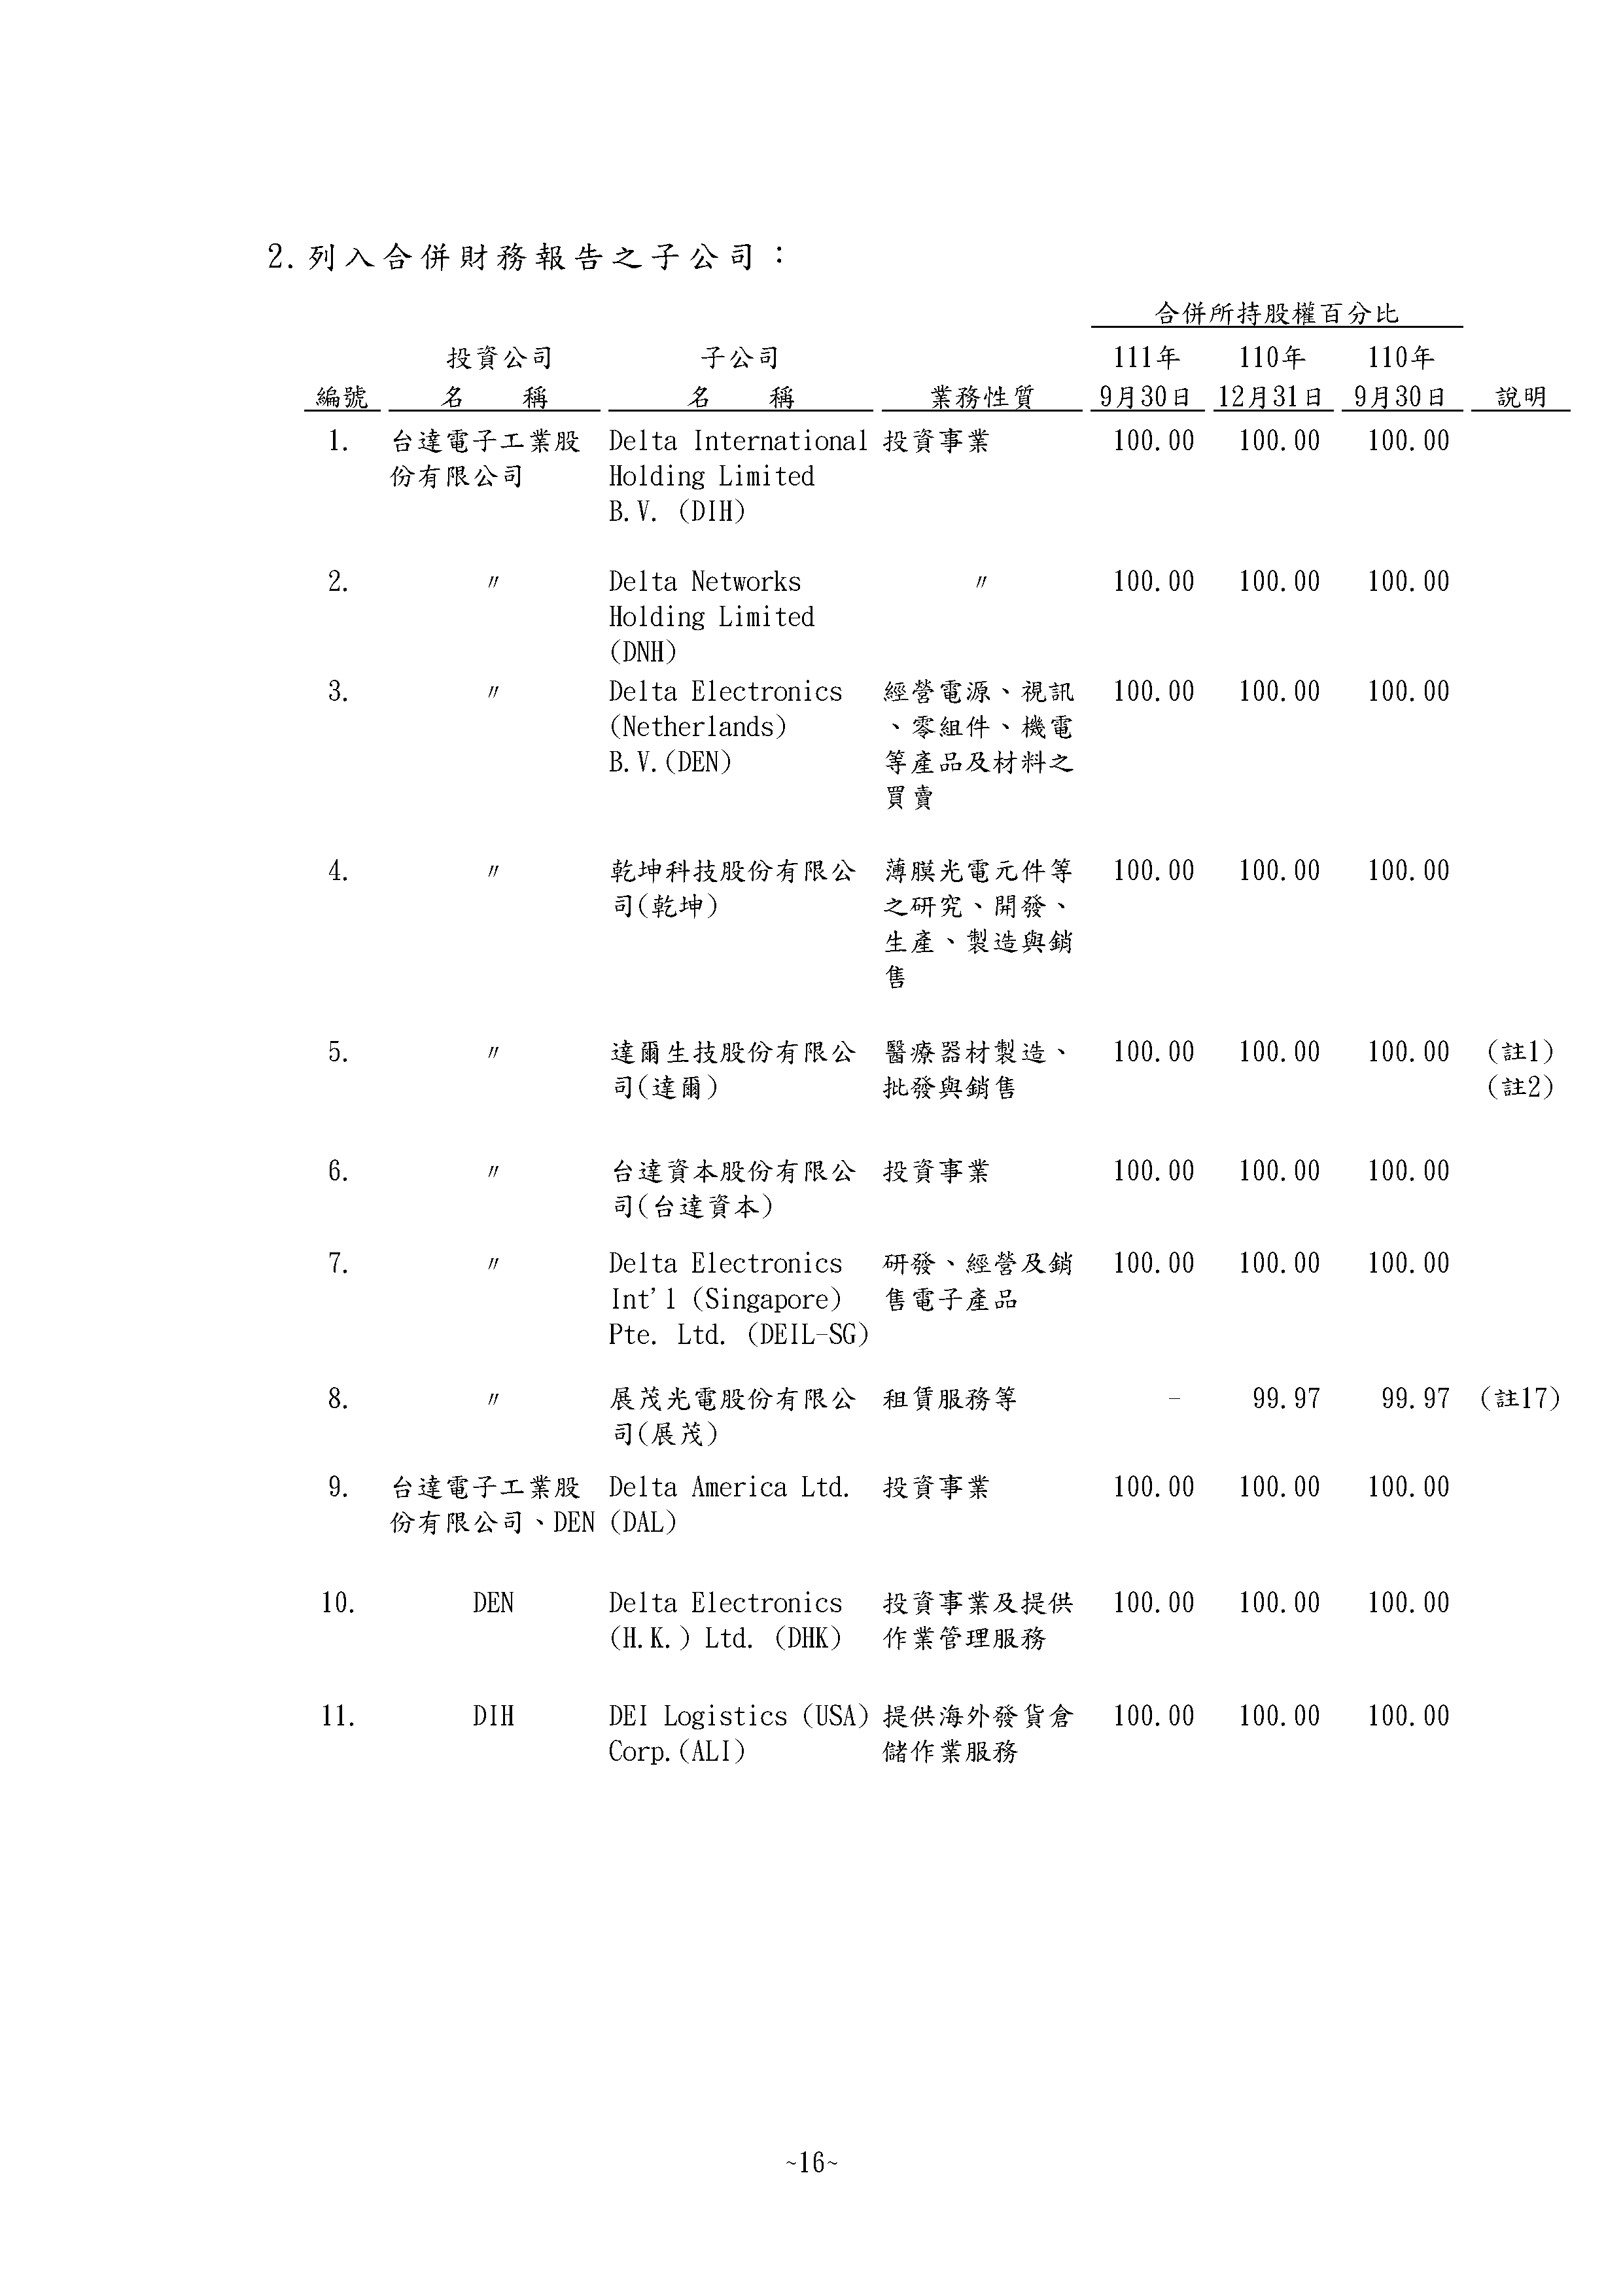 2. 列入合併財務報告之子公司：
合併所持股權百分比
投資公司 子公司 111年 110年 110年
編號 名 稱 名 稱 業務性質 9月30日 12月31日 9月30日 說明
1. 台達電子工業股 Delta International 投資事業 100.00 100.00 100.00
份有限公司 Holding Limited
B.V. (DIH)
2. 〃 Delta Networks 〃 100.00 100.00 100.00
Holding Limited
(DNH)
3. 〃 Delta Electronics 經營電源、視訊 100.00 100.00 100.00
(Netherlands) 、零組件、機電
B.V.(DEN) 等產品及材料之
買賣
4. 〃 乾坤科技股份有限公 薄膜光電元件等 100.00 100.00 100.00
司(乾坤) 之研究、開發、
生產、製造與銷
售
5. 〃 達爾生技股份有限公 醫療器材製造、 100.00 100.00 100.00 (註1)
司(達爾) 批發與銷售 (註2)
6. 〃 台達資本股份有限公 投資事業 100.00 100.00 100.00
司(台達資本)
7. 〃 Delta Electronics 研發、經營及銷 100.00 100.00 100.00
Int'l (Singapore) 售電子產品
Pte. Ltd. (DEIL-SG)
8. 〃 展茂光電股份有限公 租賃服務等 - 99.97 99.97 (註17)
司(展茂)
9. 台達電子工業股 Delta America Ltd. 投資事業 100.00 100.00 100.00
份有限公司、DEN (DAL)
10. DEN Delta Electronics 投資事業及提供 100.00 100.00 100.00
(H.K.) Ltd. (DHK) 作業管理服務
11. DIH DEI Logistics (USA) 提供海外發貨倉 100.00 100.00 100.00
Corp.(ALI) 儲作業服務
~16~